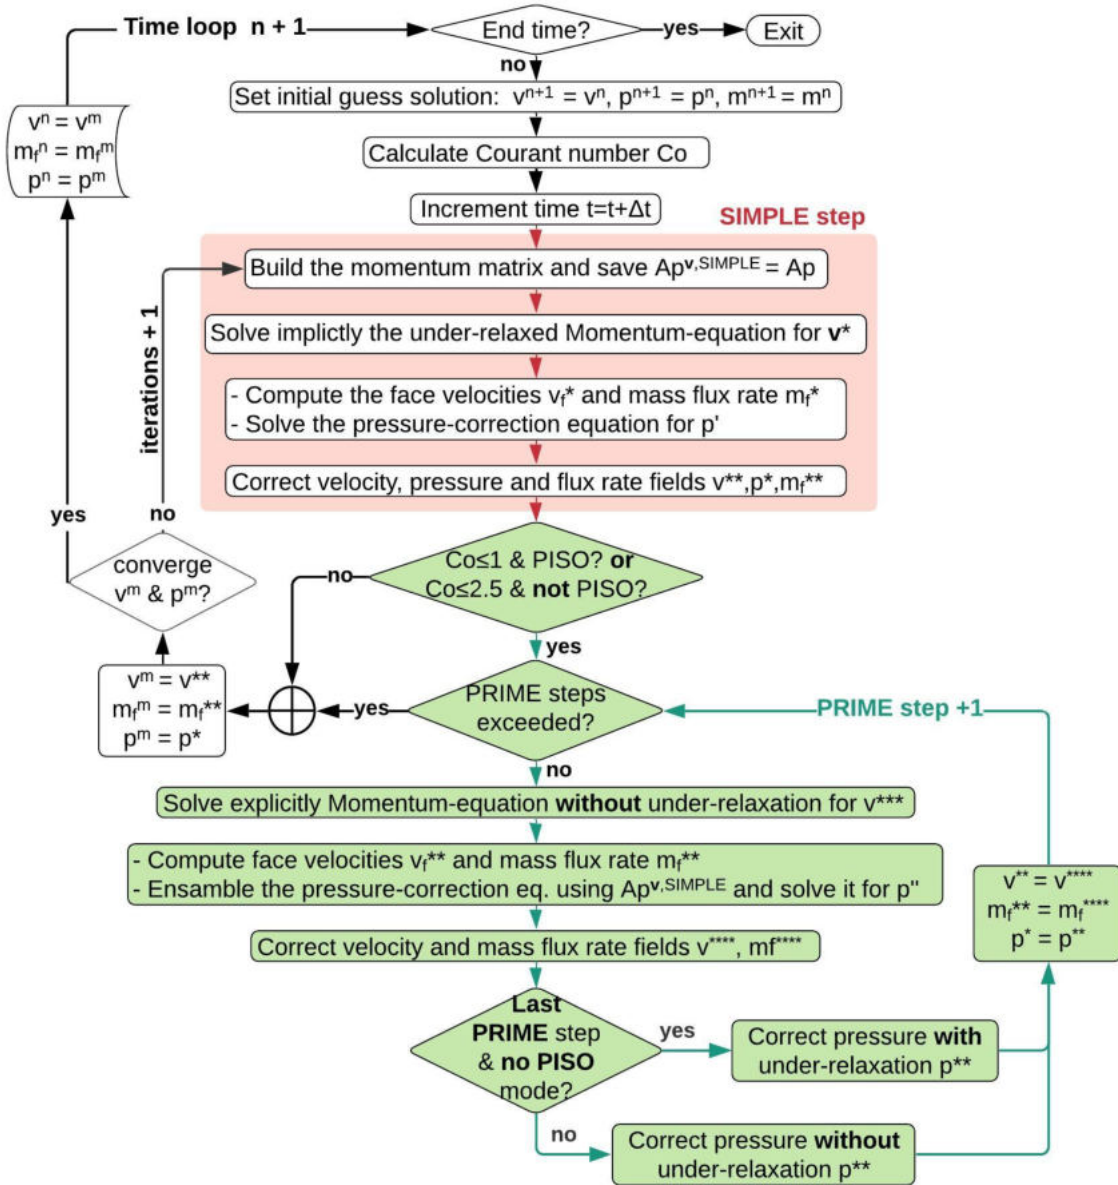 Time loop n + 1
End time?
yes
Exit
no
Set initial guess solution: vⁿ⁺¹ = vⁿ, pⁿ⁺¹ = pⁿ, mⁿ⁺¹ = mⁿ
vⁿ = vᵐ
m_fⁿ = m_fᵐ
pⁿ = pᵐ
Calculate Courant number Co
Increment time t=t+Δt
SIMPLE step
Build the momentum matrix and save Ap^v,SIMPLE = Ap
Solve implictly the under-relaxed Momentum-equation for v*
- Compute the face velocities v_f* and mass flux rate m_f*
- Solve the pressure-correction equation for p'
Correct velocity, pressure and flux rate fields v**,p*,m_f**
iterations + 1
yes
no
converge
vᵐ & pᵐ?
Co≤1 & PISO? or
Co≤2.5 & not PISO?
no
yes
vᵐ = v**
m_fᵐ = m_f**
pᵐ = p*
yes
PRIME steps
exceeded?
PRIME step +1
no
Solve explicitly Momentum-equation without under-relaxation for v***
- Compute face velocities v_f** and mass flux rate m_f**
- Ensamble the pressure-correction eq. using Ap^v,SIMPLE and solve it for p''
v** = v****
m_f** = m_f****
p* = p**
Correct velocity and mass flux rate fields v****, mf****
Last
PRIME step
& no PISO
mode?
yes
Correct pressure with
under-relaxation p**
no
Correct pressure without
under-relaxation p**